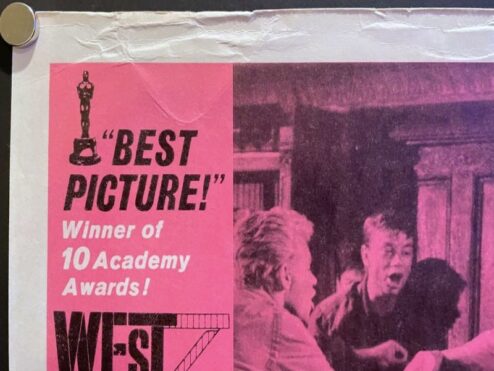 "BEST
PICTURE!"
Winner of
10 Academy
Awards!
WEST